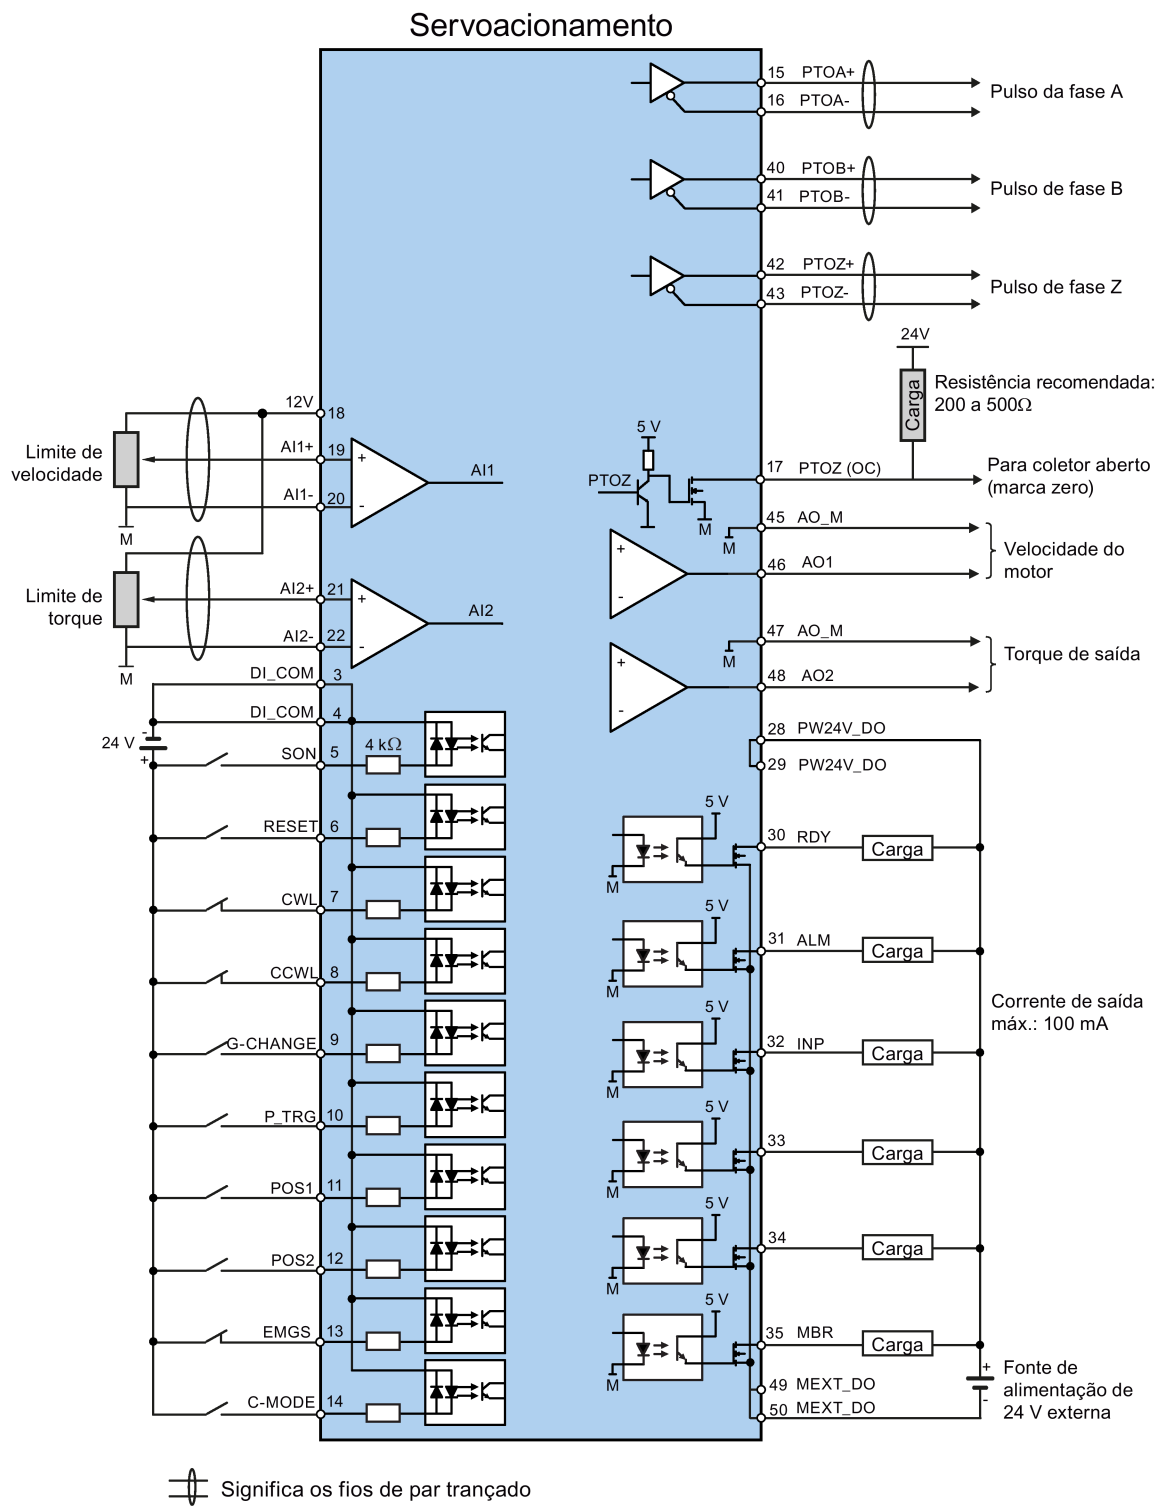 Servoacionamento
15 PTOA+
16 PTOA-
Pulso da fase A
40 PTOB+
41 PTOB-
Pulso de fase B
42 PTOZ+
43 PTOZ-
Pulso de fase Z
24V
Carga
Resistência recomendada:
200 a 500Ω
12V 18
Limite de
velocidade
AI1+ 19
AI1- 20
M
+
-
AI1
5 V
PTOZ
M
17 PTOZ (OC)
Para coletor aberto
(marca zero)
M
45 AO_M
46 AO1
+
-
Velocidade do
motor
Limite de
torque
AI2+ 21
AI2- 22
M
+
-
AI2
M
47 AO_M
48 AO2
+
-
Torque de saída
DI_COM 3
DI_COM 4
24 V
-
+
SON 5
4 kΩ
RESET 6
CWL 7
CCWL 8
G-CHANGE 9
P_TRG 10
POS1 11
POS2 12
EMGS 13
C-MODE 14
28 PW24V_DO
29 PW24V_DO
5 V
M
30 RDY
Carga
5 V
M
31 ALM
Carga
Corrente de saída
máx.: 100 mA
5 V
M
32 INP
Carga
5 V
M
33
Carga
5 V
M
34
Carga
5 V
M
35 MBR
Carga
49 MEXT_DO
50 MEXT_DO
+
-
Fonte de
alimentação de
24 V externa
Significa os fios de par trançado